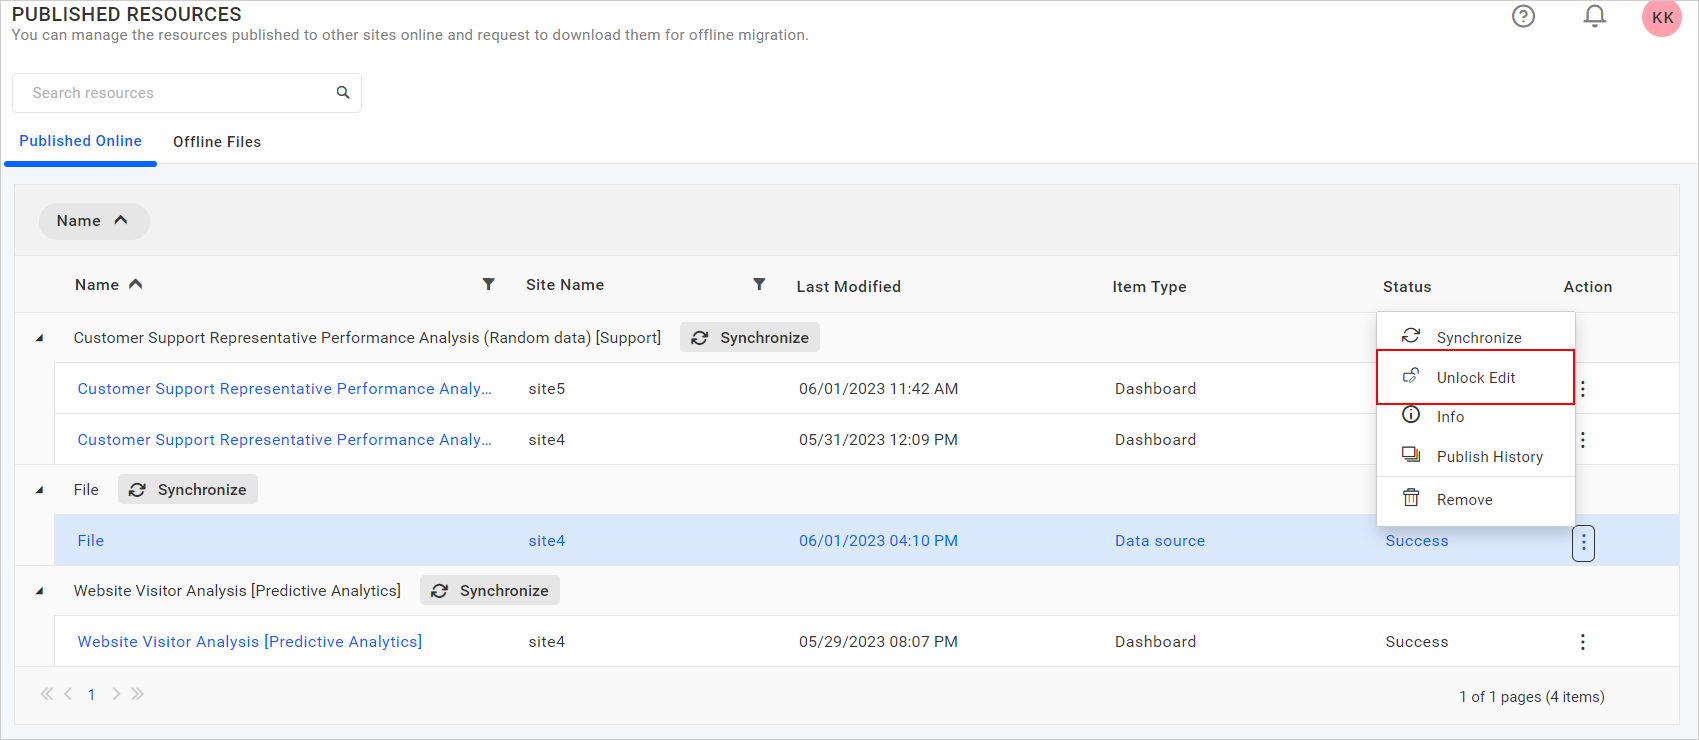 PUBLISHED RESOURCES
You can manage the resources published to other sites online and request to download them for offline migration.
KK
Search resources
Published Online Offline Files
Name
Name Site Name Last Modified Item Type Status Action
Customer Support Representative Performance Analysis (Random data) [Support] Synchronize
Customer Support Representative Performance Analy... site5 06/01/2023 11:42 AM Dashboard
Customer Support Representative Performance Analy... site4 05/31/2023 12:09 PM Dashboard
Synchronize
Unlock Edit
Info
Publish History
Remove
File Synchronize
File site4 06/01/2023 04:10 PM Data source Success
Website Visitor Analysis [Predictive Analytics] Synchronize
Website Visitor Analysis [Predictive Analytics] site4 05/29/2023 08:07 PM Dashboard Success
1
1 of 1 pages (4 items)